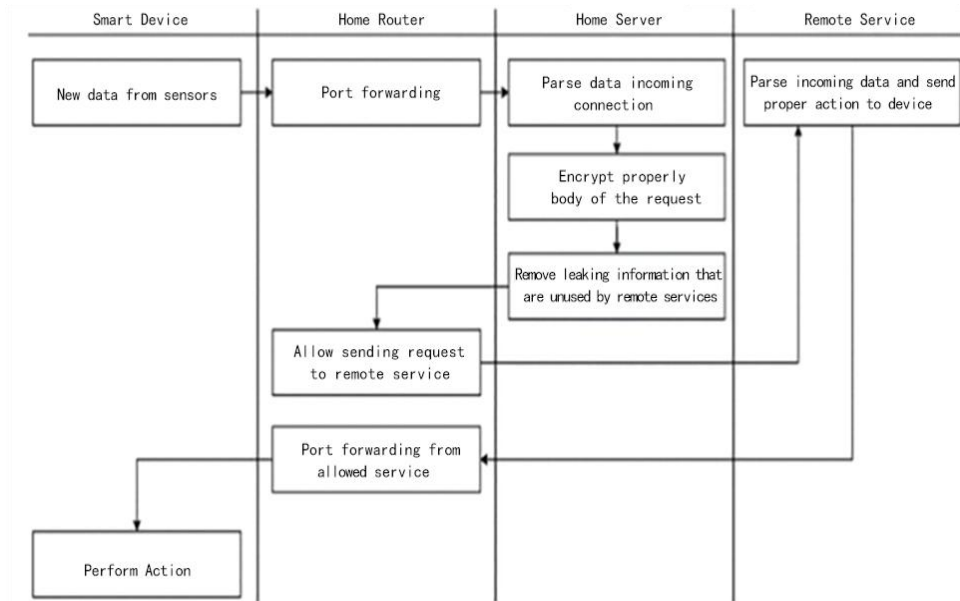 Smart Device
Home Router
Home Server
Remote Service
New data from sensors
Port forwarding
Parse data incoming
connection
Parse incoming data and send
proper action to device
Encrypt properly
body of the request
Remove leaking information that
are unused by remote services
Allow sending request
to remote service
Port forwarding from
allowed service
Perform Action